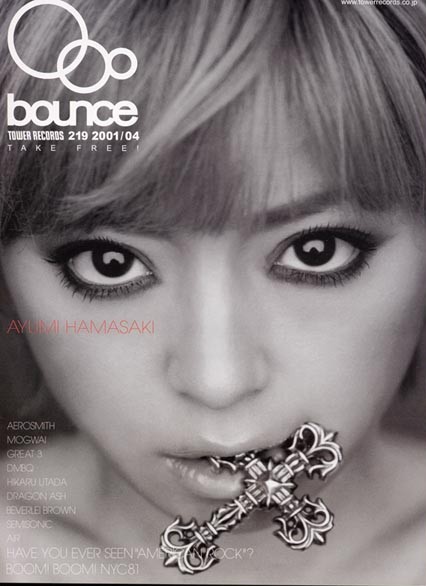 www.towerrecords.co.jp
bounce
TOWER RECORDS 219 2001/04
TAKE FREE!
AYUMI HAMASAKI
AEROSMITH
MOGWAI
GREAT 3
DMBQ
HIKARU UTADA
DRAGON ASH
BEVERLEI BROWN
SEMISONIC
AIR
HAVE YOU EVER SEEN "AMERICAN ROCK"?
BOOM! BOOM! NYC81